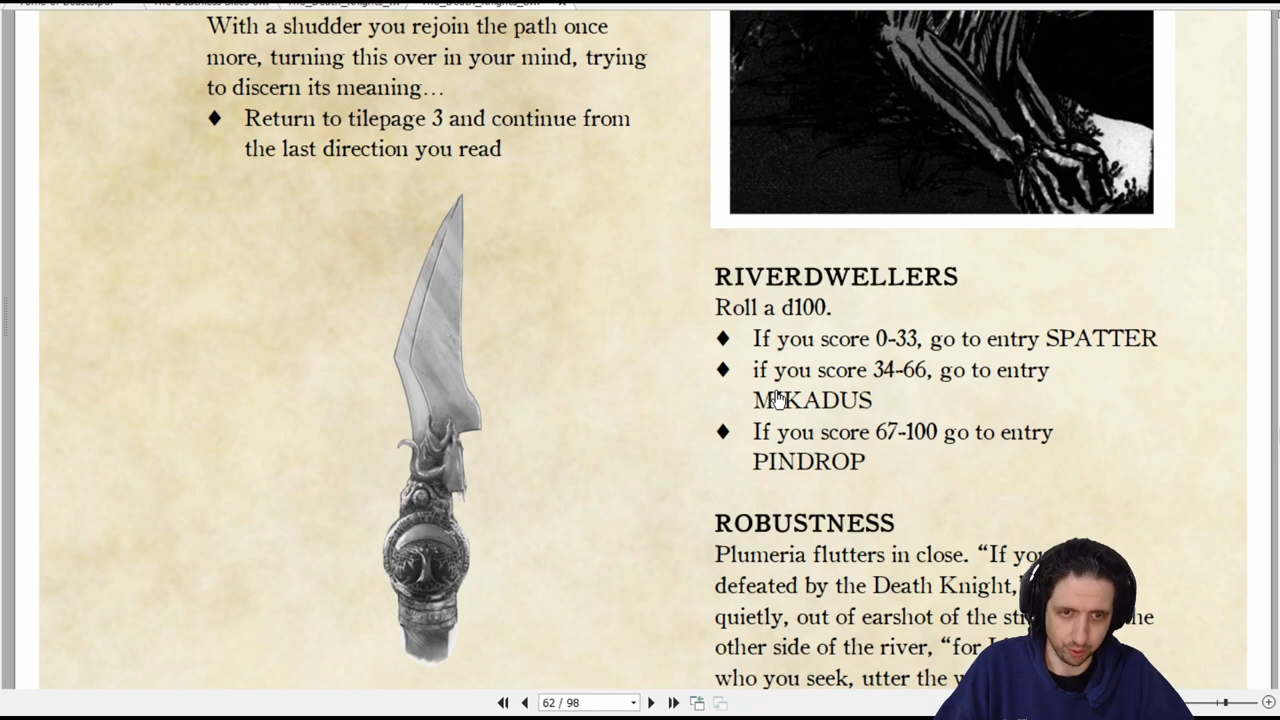 With a shudder you rejoin the path once
more, turning this over in your mind, trying
to discern its meaning…
♦ Return to tilepage 3 and continue from
the last direction you read
RIVERDWELLERS
Roll a d100.
♦ If you score 0-33, go to entry SPATTER
♦ if you score 34-66, go to entry
MIKADUS
♦ If you score 67-100 go to entry
PINDROP
ROBUSTNESS
Plumeria flutters in close. “If you
defeated by the Death Knight,
quietly, out of earshot of the the
other side of the river, “for
who you seek, utter the
62 / 98